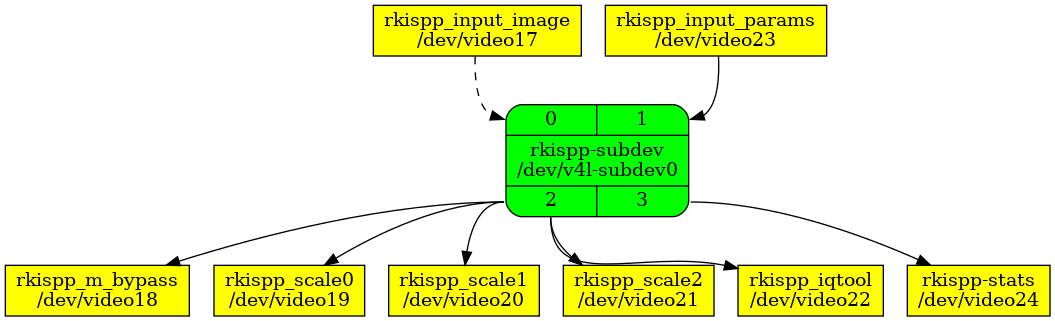 rkispp_input_image
/dev/video17
rkispp_input_params
/dev/video23
0
1
rkispp-subdev
/dev/v4l-subdev0
2
3
rkispp_m_bypass
/dev/video18
rkispp_scale0
/dev/video19
rkispp_scale1
/dev/video20
rkispp_scale2
/dev/video21
rkispp_iqtool
/dev/video22
rkispp-stats
/dev/video24